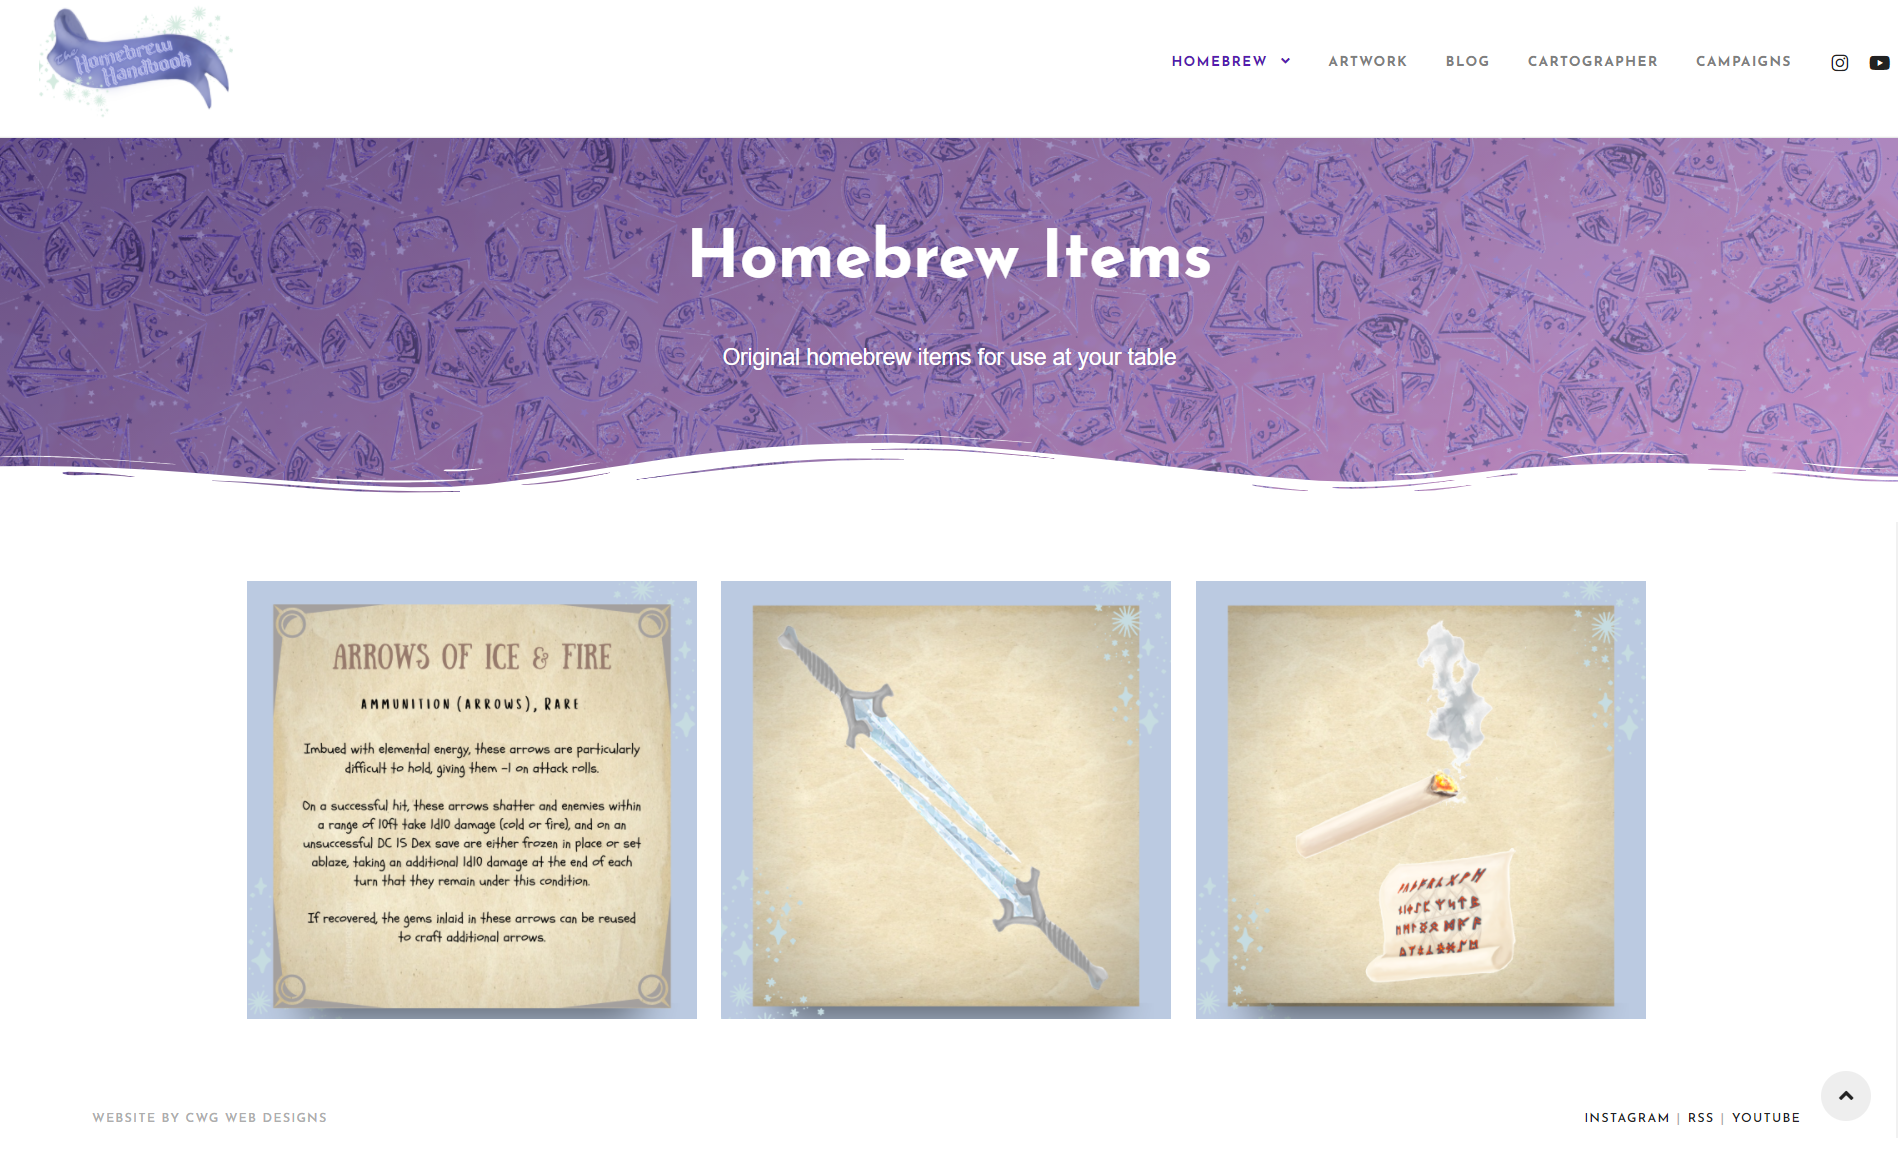 The
Homebrew
Handbook
HOMEBREW ARTWORK BLOG CARTOGRAPHER CAMPAIGNS
Homebrew Items
Original homebrew items for use at your table
ARROWS OF ICE & FIRE
AMMUNITION (ARROWS), RARE
Imbued with elemental energy, these arrows are particularly
difficult to hold, giving them -1 on attack rolls.
On a successful hit, these arrows shatter and enemies within
a range of 10ft take 1d10 damage (cold or fire), and on an
unsuccessful DC 15 Dex save are either frozen in place or set
ablaze, taking an additional 1d10 damage at the end of each
turn that they remain under this condition.
If recovered, the gems inlaid in these arrows can be reused
to craft additional arrows.
WEBSITE BY CWG WEB DESIGNS
INSTAGRAM | RSS | YOUTUBE